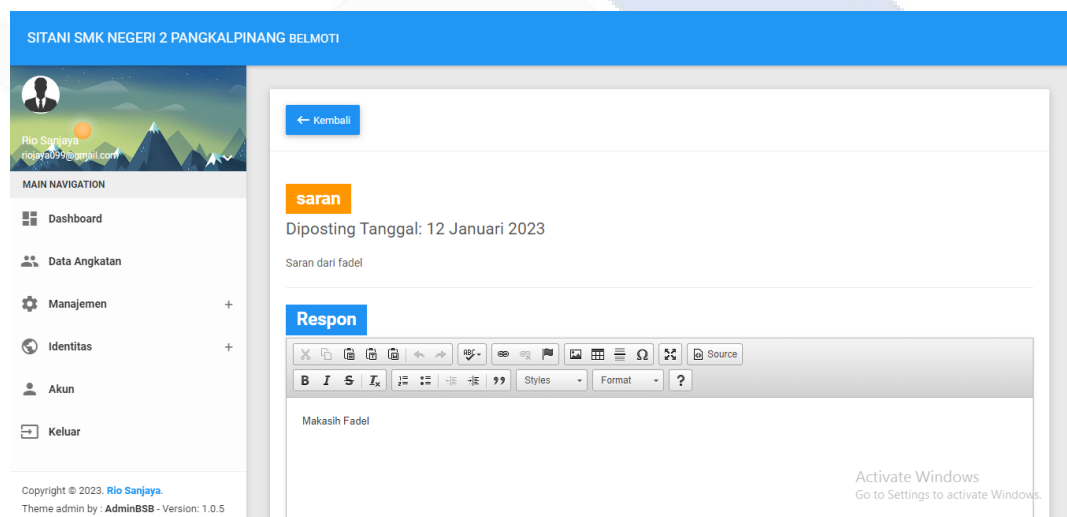 SITANI SMK NEGERI 2 PANGKALPINANG BELMOTI
Rio Sanjaya
riojaya099@gmail.com
MAIN NAVIGATION
Dashboard
Data Angkatan
Manajemen +
Identitas +
Akun
Keluar
Copyright © 2023. Rio Sanjaya.
Theme admin by : AdminBSB - Version: 1.0.5
← Kembali
saran
Diposting Tanggal: 12 Januari 2023
Saran dari fadel
Respon
ABC Ω Source
B I S Ix Styles Format ?
Makasih Fadel
Activate Windows
Go to Settings to activate Windows.